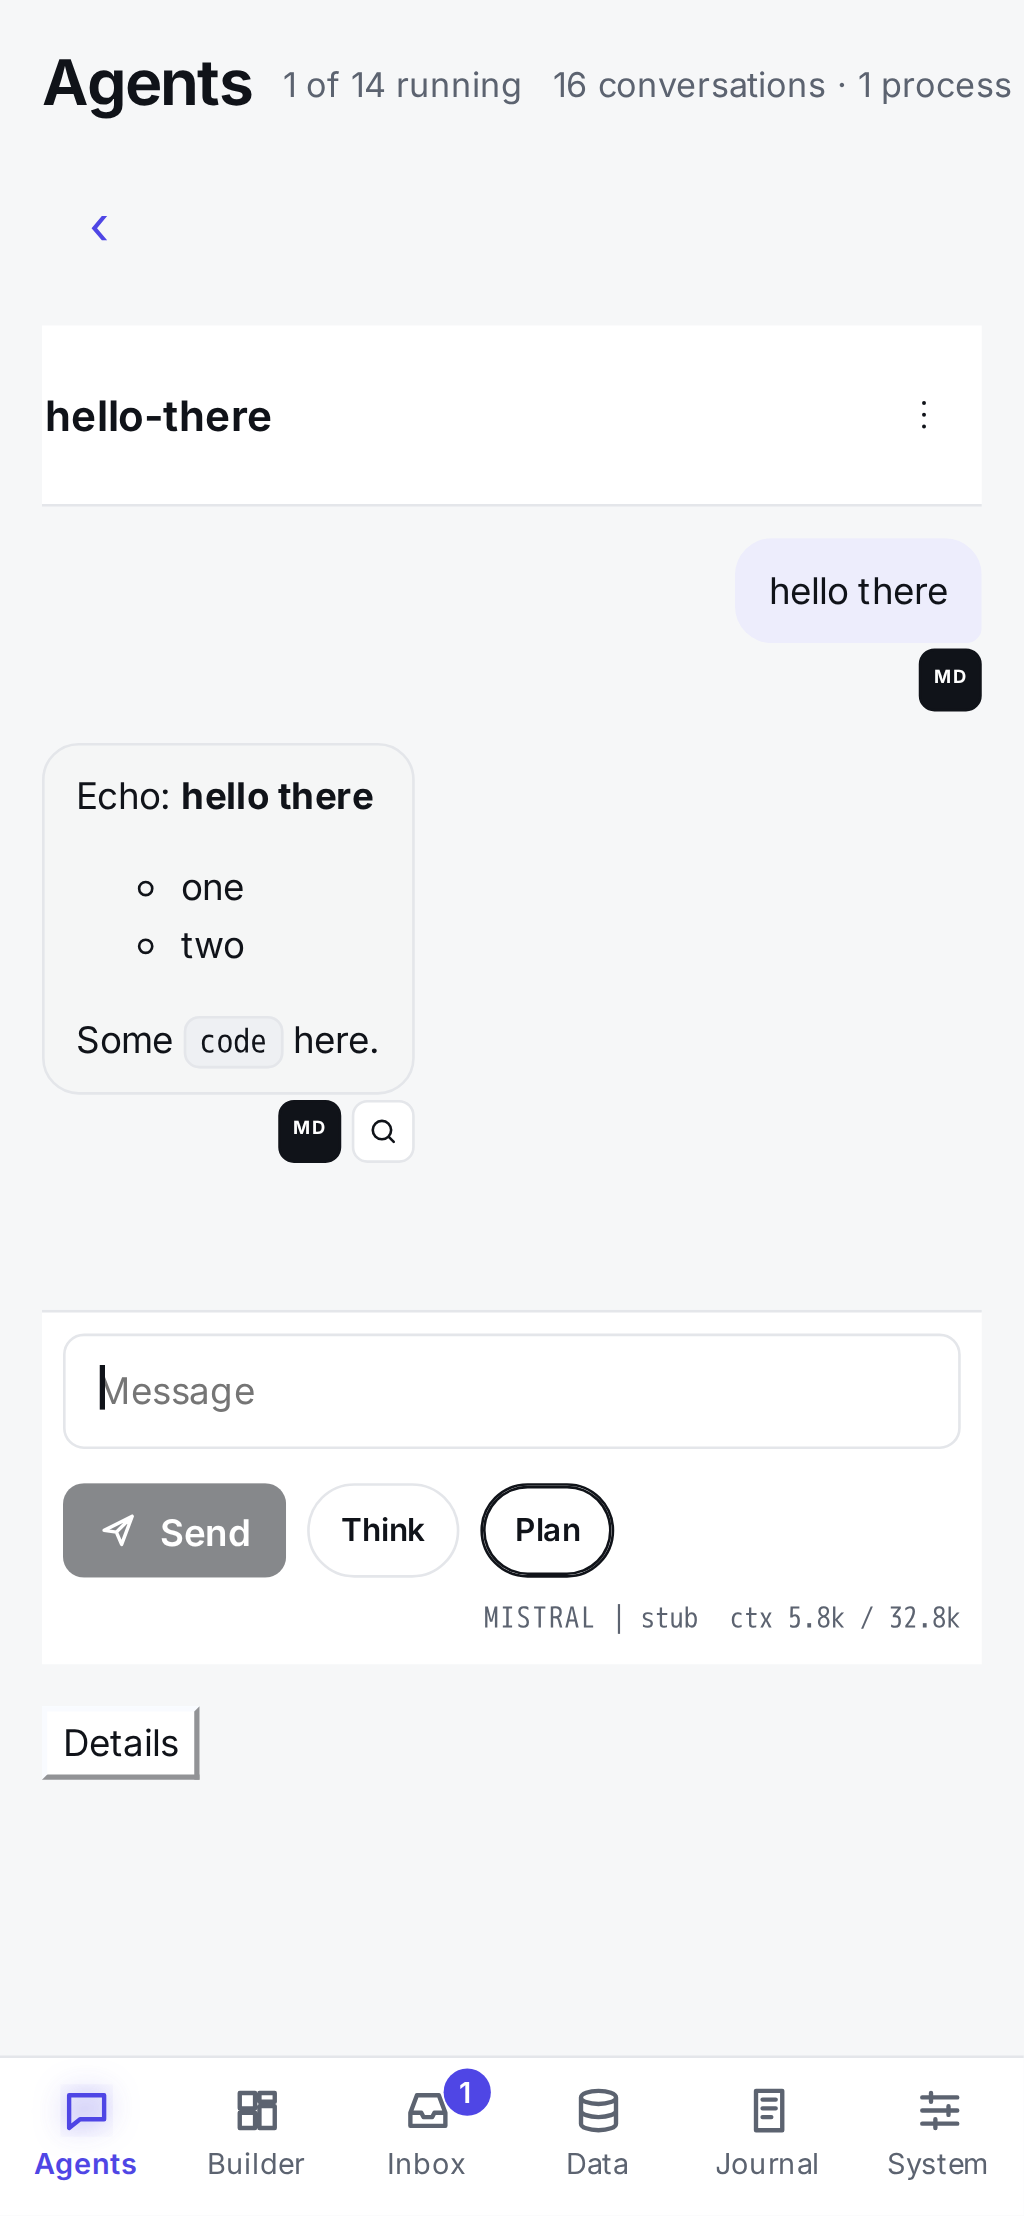 Agents 1 of 14 running 16 conversations · 1 process
hello-there
hello there
MD
Echo: hello there
one
two
Some code here.
MD
Message
Send Think Plan
MISTRAL | stub ctx 5.8k / 32.8k
Details
1
Agents Builder Inbox Data Journal System